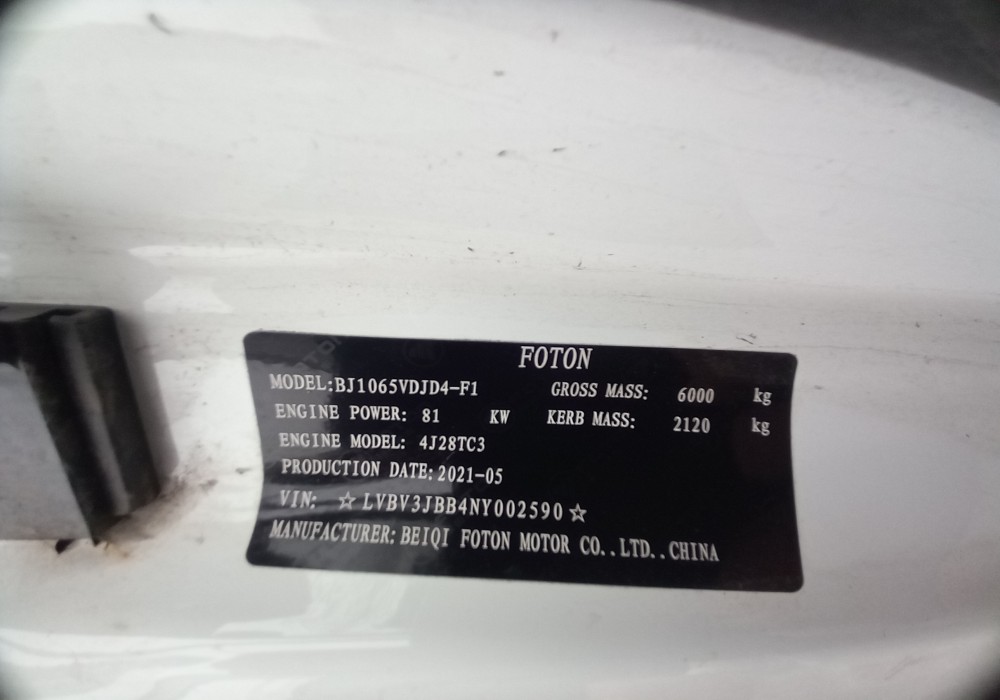 FOTON
MODEL:BJ1065VDJD4-F1 GROSS MASS: 6000 kg
ENGINE POWER: 81 KW KERB MASS: 2120 kg
ENGINE MODEL: 4J28TC3
PRODUCTION DATE:2021-05
VIN: ☆LVBV3JBB4NY002590☆
MANUFACTURER:BEIQI FOTON MOTOR CO..LTD..CHINA